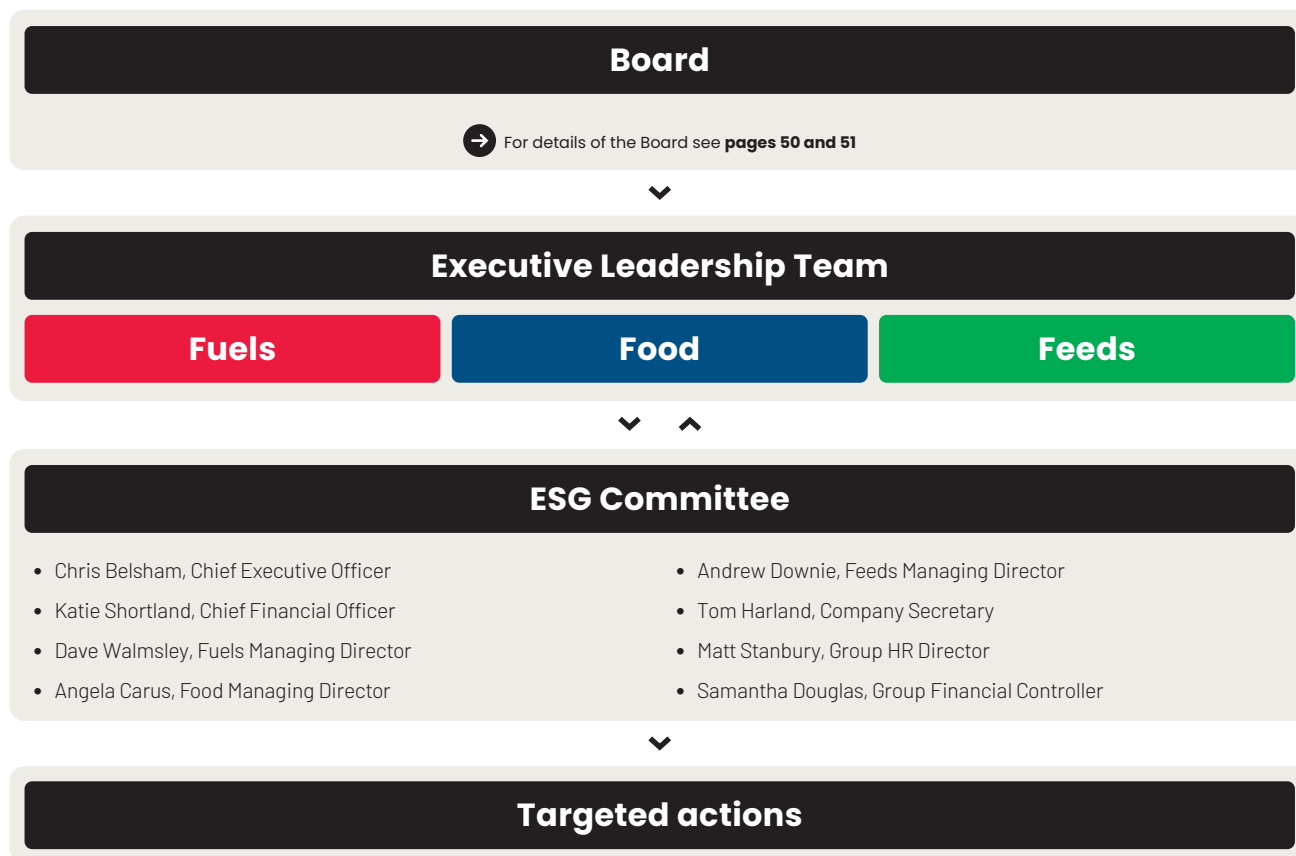 Board
For details of the Board see pages 50 and 51
Executive Leadership Team
Fuels
Food
Feeds
ESG Committee
• Chris Belsham, Chief Executive Officer
• Katie Shortland, Chief Financial Officer
• Dave Walmsley, Fuels Managing Director
• Angela Carus, Food Managing Director
• Andrew Downie, Feeds Managing Director
• Tom Harland, Company Secretary
• Matt Stanbury, Group HR Director
• Samantha Douglas, Group Financial Controller
Targeted actions